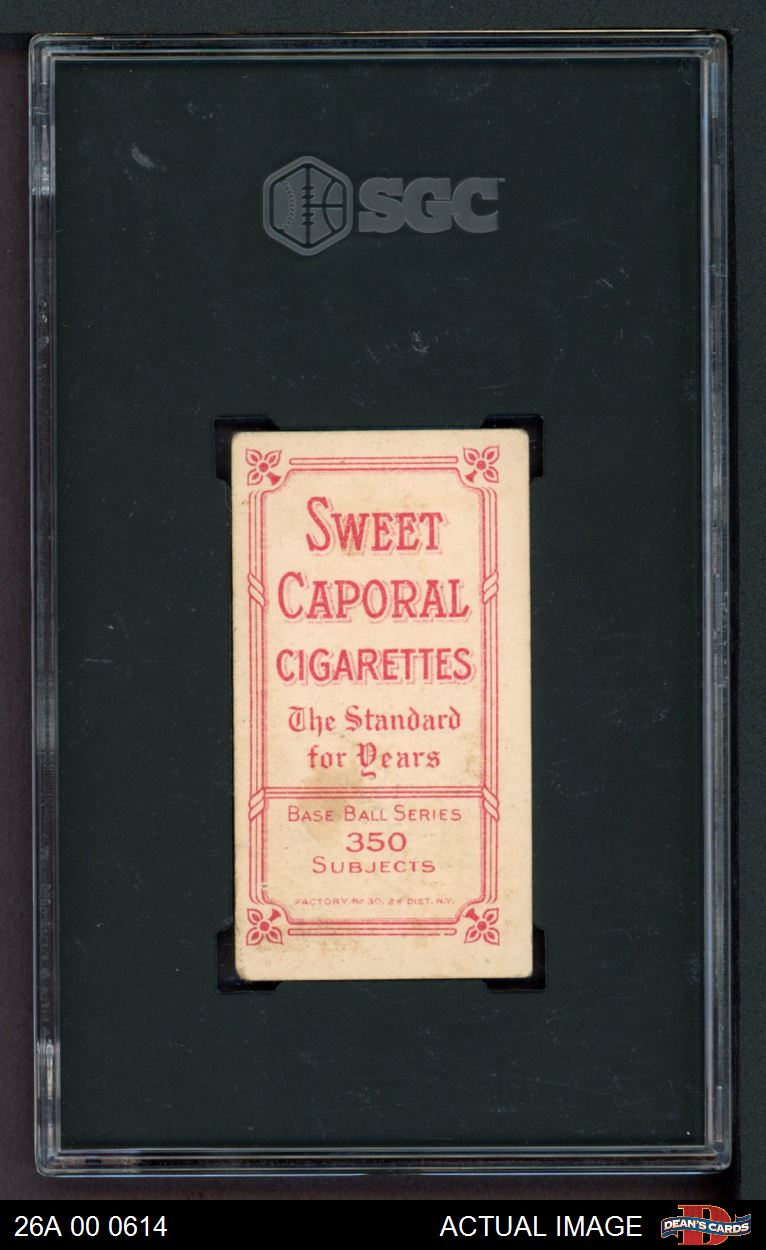 SGC
SWEET
CAPORAL
CIGARETTES
The Standard
for Years
BASE BALL SERIES
350
SUBJECTS
FACTORY No 30, 2d DIST. N.Y.
26A 00 0614
ACTUAL IMAGE
DEAN'S CARDS